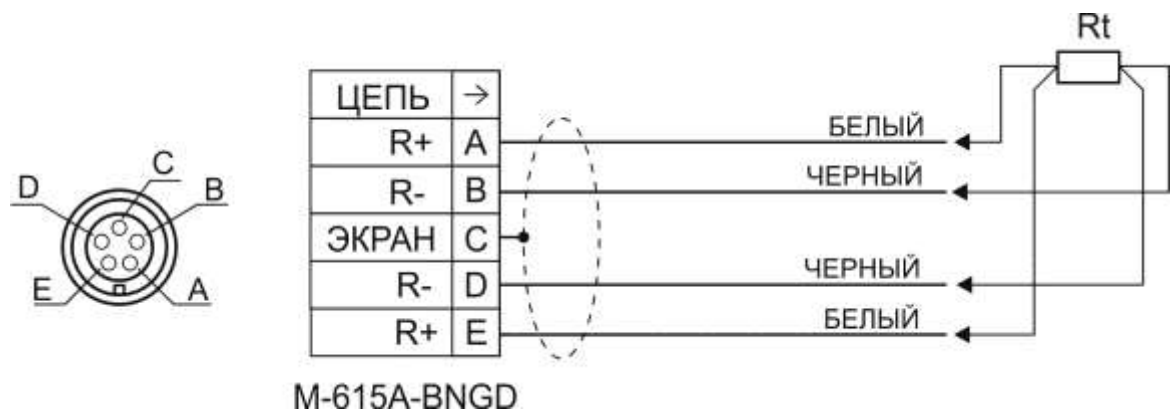 Rt
ЦЕПЬ →
R+ A БЕЛЫЙ
R- B ЧЕРНЫЙ
ЭКРАН C
R- D ЧЕРНЫЙ
R+ E БЕЛЫЙ
M-615A-BNGD
C
D B
E A